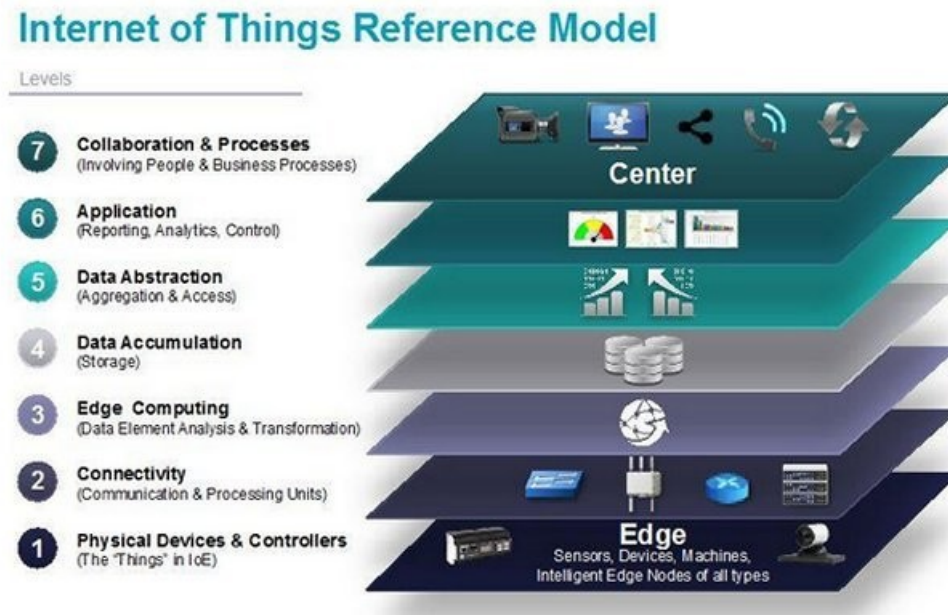 Internet of Things Reference Model
Levels
7
Collaboration & Processes
(Involving People & Business Processes)
6
Application
(Reporting, Analytics, Control)
5
Data Abstraction
(Aggregation & Access)
4
Data Accumulation
(Storage)
3
Edge Computing
(Data Element Analysis & Transformation)
2
Connectivity
(Communication & Processing Units)
1
Physical Devices & Controllers
(The "Things" in IoE)
Center
Edge
Sensors, Devices, Machines,
Intelligent Edge Nodes of all types